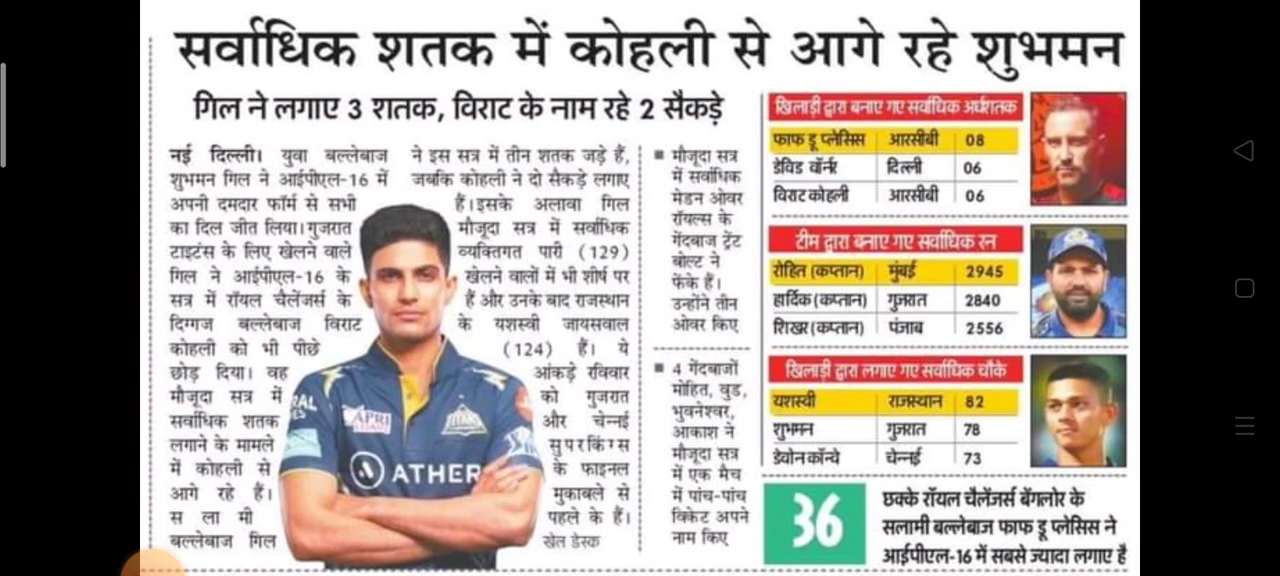 सर्वाधिक शतक में कोहली से आगे रहे शुभमन
गिल ने लगाए 3 शतक, विराट के नाम रहे 2 सैकड़े
नई दिल्ली। युवा बल्लेबाज
शुभमन गिल ने आईपीएल-16 में
अपनी दमदार फॉर्म से सभी
का दिल जीत लिया। गुजरात
टाइटंस के लिए खेलने वाले
गिल ने आईपीएल-16 के
सत्र में रॉयल चैलेंजर्स के
दिग्गज बल्लेबाज विराट
कोहली को भी पीछे
छोड़ दिया। वह
मौजूदा सत्र में
सर्वाधिक शतक
लगाने के मामले
में कोहली से
आगे रहे हैं।
स ला मी
बल्लेबाज गिल
ने इस सत्र में तीन शतक जड़े हैं,
जबकि कोहली ने दो सैकड़े लगाए
हैं। इसके अलावा गिल
मौजूदा सत्र में सर्वाधिक
व्यक्तिगत पारी (129)
खेलने वालों में भी शीर्ष पर
हैं और उनके बाद राजस्थान
के यशस्वी जायसवाल
(124) हैं। ये
आंकड़े रविवार
को गुजरात
और चेन्नई
सुपरकिंग्स
के फाइनल
मुकाबले से
पहले के हैं।
खेल डेस्क
ATHER
TITANS
■ मौजूदा सत्र
में सर्वाधिक
मेडन ओवर
रॉयल्स के
गेंदबाज ट्रेंट
बोल्ट ने
फेंके हैं।
उन्होंने तीन
ओवर किए
■ 4 गेंदबाजों
मोहित, वुड,
भुवनेश्वर,
आकाश ने
मौजूदा सत्र
में एक मैच
में पांच-पांच
विकेट अपने
नाम किए
खिलाड़ी द्वारा बनाए गए सर्वाधिक अर्धशतक
फाफ डू प्लेसिस आरसीबी 08
डेविड वॉर्नर दिल्ली 06
विराट कोहली आरसीबी 06
टीम द्वारा बनाए गए सर्वाधिक रन
रोहित (कप्तान) मुंबई 2945
हार्दिक (कप्तान) गुजरात 2840
शिखर (कप्तान) पंजाब 2556
खिलाड़ी द्वारा लगाए गए सर्वाधिक चौके
यशस्वी राजस्थान 82
शुभमन गुजरात 78
डेवोन कॉन्वे चेन्नई 73
36
छक्के रॉयल चैलेंजर्स बेंगलोर के
सलामी बल्लेबाज फाफ डू प्लेसिस ने
आईपीएल-16 में सबसे ज्यादा लगाए है